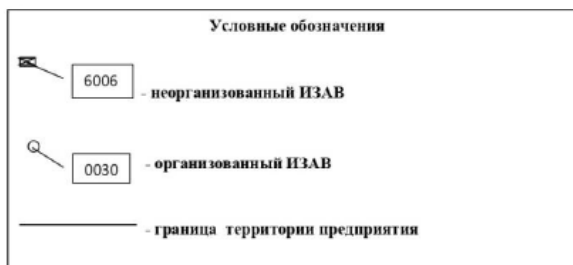 Условные обозначения
6006
- неорганизованный ИЗАВ
0030
- организованный ИЗАВ
- граница территории предприятия